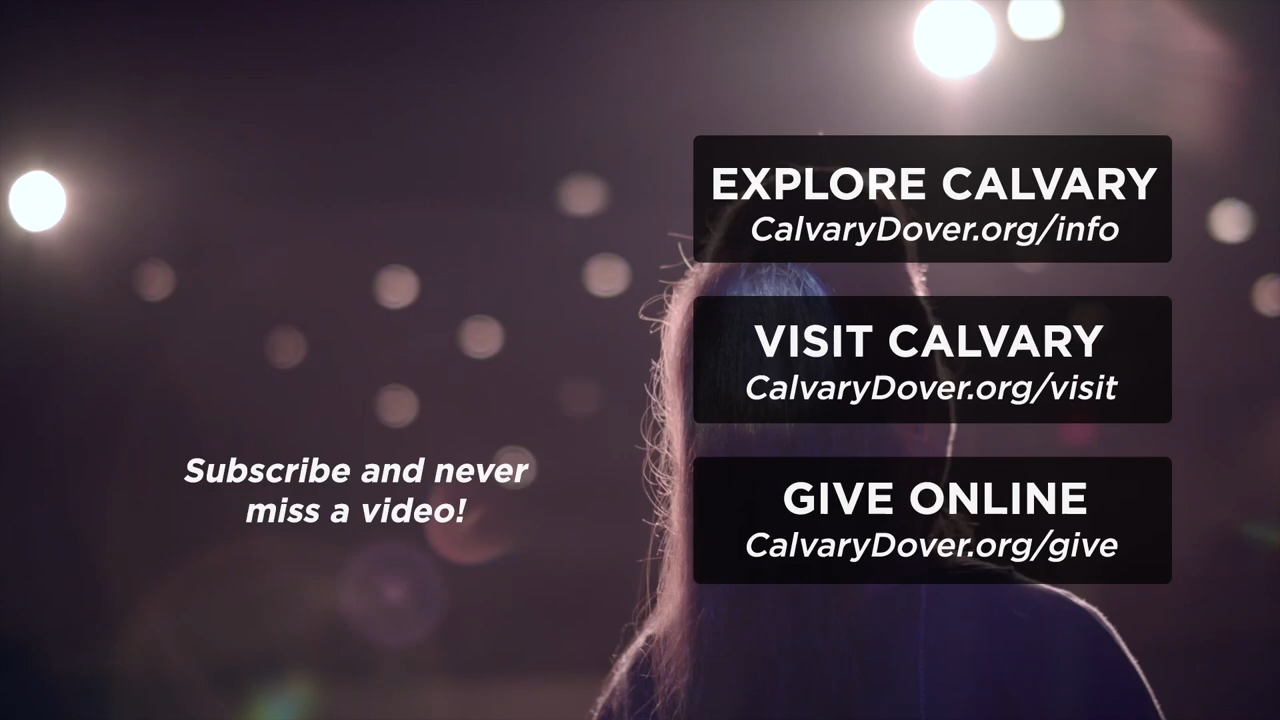 EXPLORE CALVARY
CalvaryDover.org/info
VISIT CALVARY
CalvaryDover.org/visit
GIVE ONLINE
CalvaryDover.org/give
Subscribe and never
miss a video!